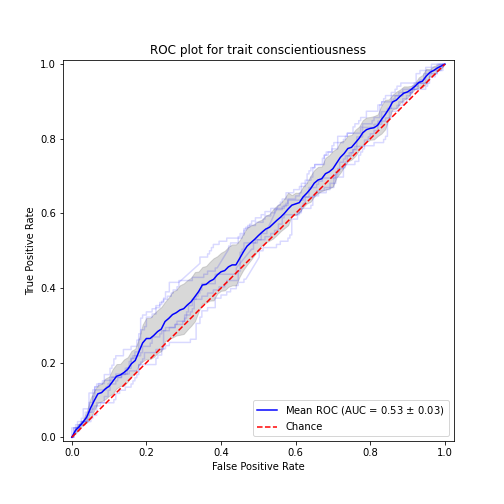 ROC plot for trait conscientiousness
1.0
0.8
0.6
0.4
0.2
0.0
True Positive Rate
Mean ROC (AUC = 0.53 ± 0.03)
Chance
0.0 0.2 0.4 0.6 0.8 1.0
False Positive Rate